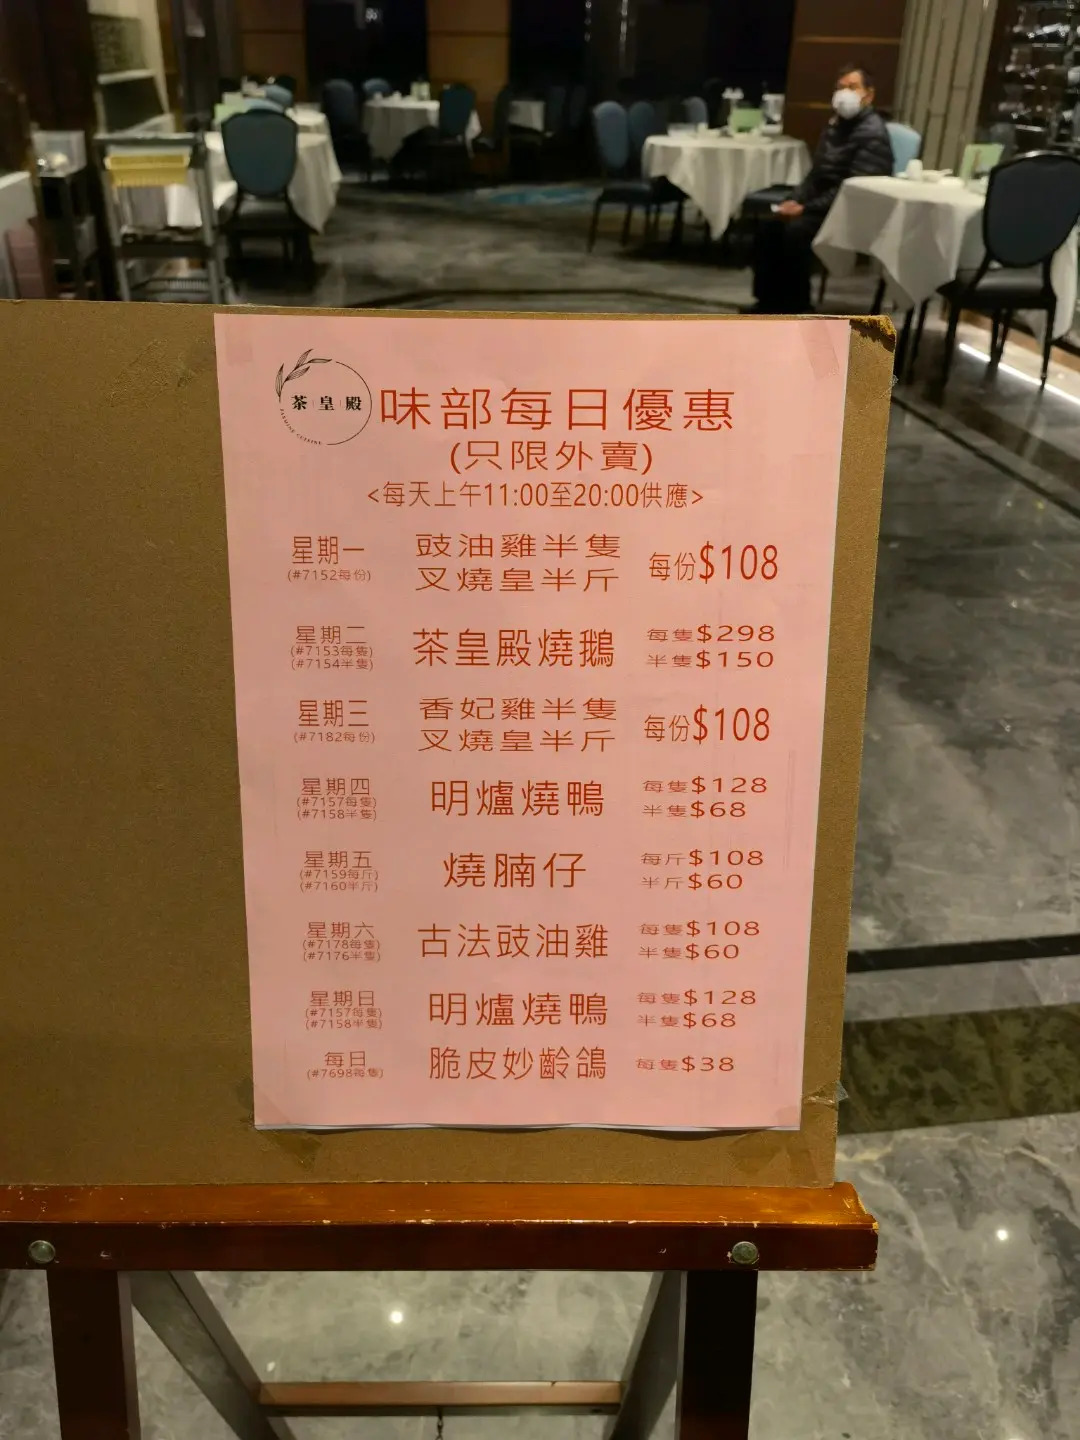 茶皇殿
JASMINE CUISINE
味部每日優惠
(只限外賣)
<每天上午11:00至20:00供應>
星期一
(#7152每份)
豉油雞半隻
叉燒皇半斤
每份$108
星期二
(#7153每隻)
(#7154半隻)
茶皇殿燒鵝
每隻$298
半隻$150
星期三
(#7182每份)
香妃雞半隻
叉燒皇半斤
每份$108
星期四
(#7157每隻)
(#7158半隻)
明爐燒鴨
每隻$128
半隻$68
星期五
(#7159每斤)
(#7160半斤)
燒腩仔
每斤$108
半斤$60
星期六
(#7178每隻)
(#7176半隻)
古法豉油雞
每隻$108
半隻$60
星期日
(#7157每隻)
(#7158半隻)
明爐燒鴨
每隻$128
半隻$68
每日
(#7698每隻)
脆皮妙齡鴿
每隻$38